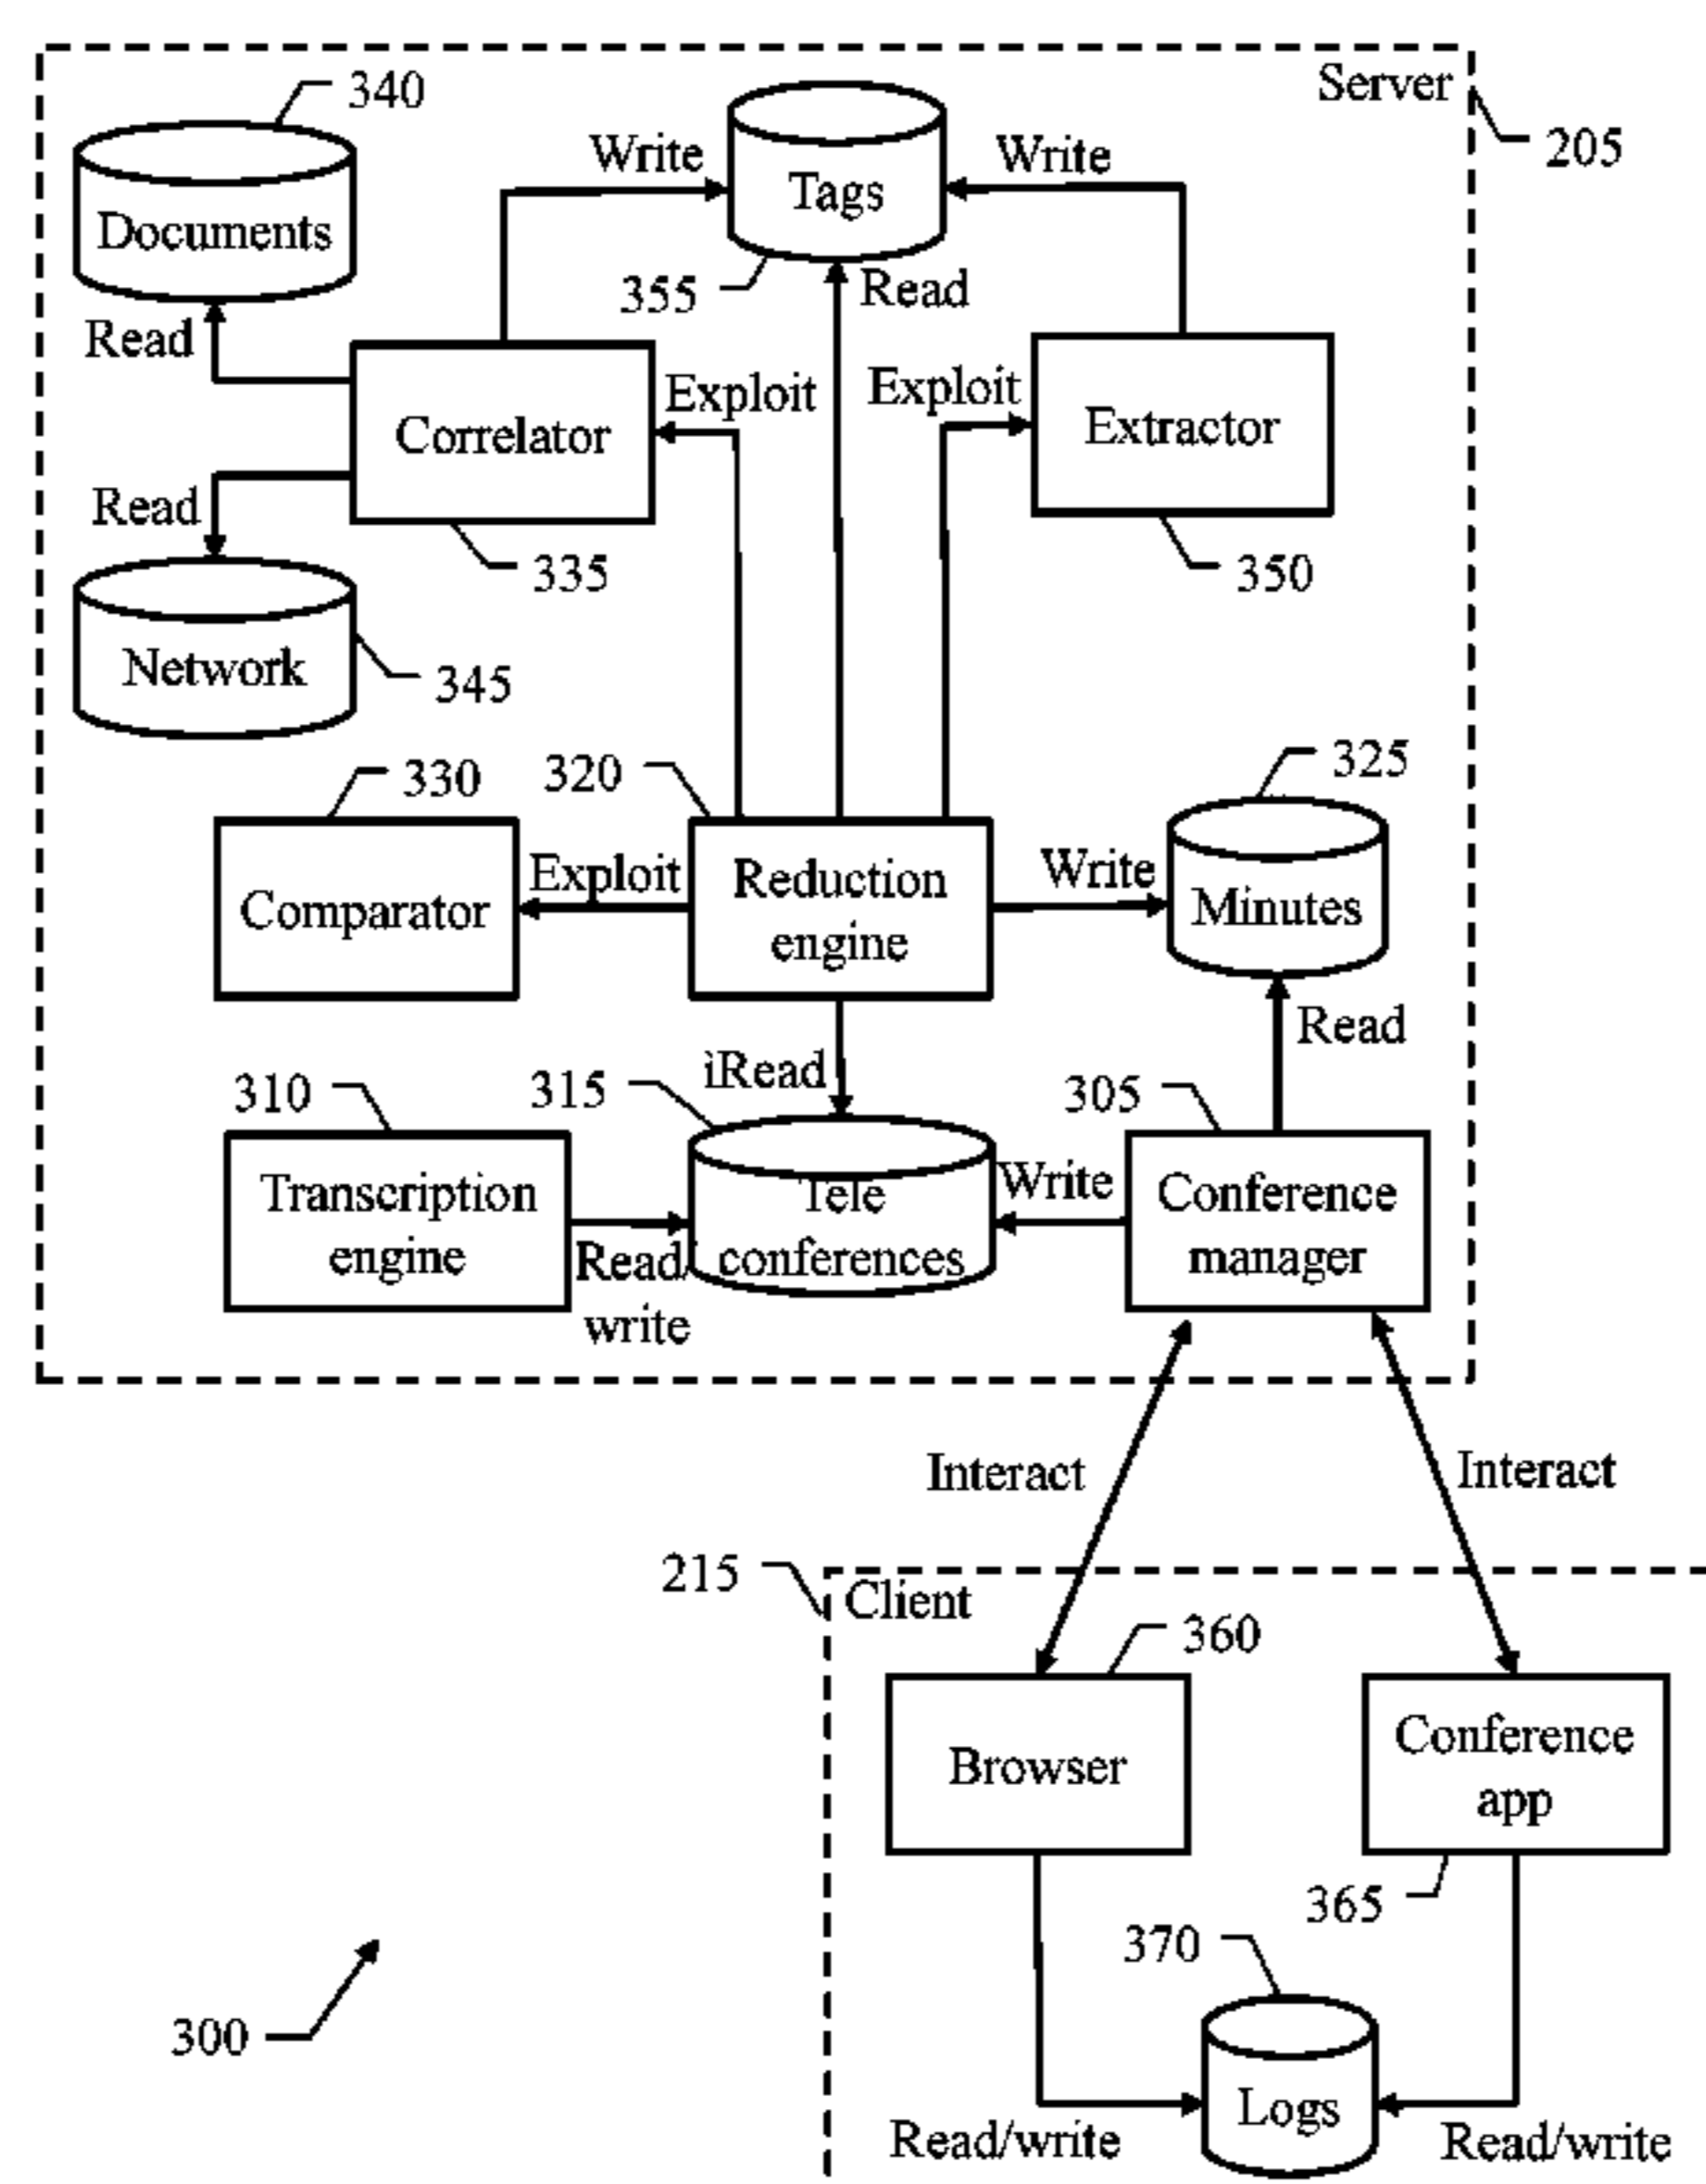 Server
340
205
Write
Write
Tags
Documents
355
Read
Read
Exploit
Exploit
Correlator
Extractor
Read
335
350
Network
345
330
320
325
Exploit
Reduction
engine
Write
Comparator
Minutes
Read
iRead
310
315
305
Transcription
engine
Tele
conferences
Write
Conference
manager
Read/
write
Interact
Interact
215
Client
360
Browser
Conference
app
365
370
300
Logs
Read/write
Read/write